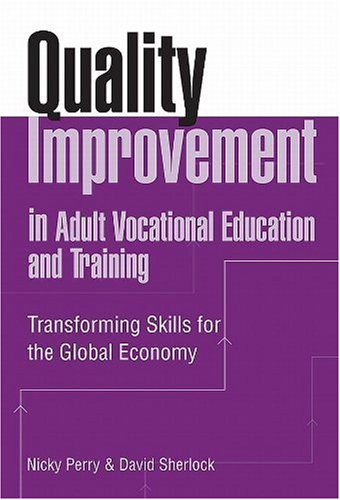 Quality
Improvement
in Adult Vocational Education
and Training
Transforming Skills for
the Global Economy
Nicky Perry & David Sherlock